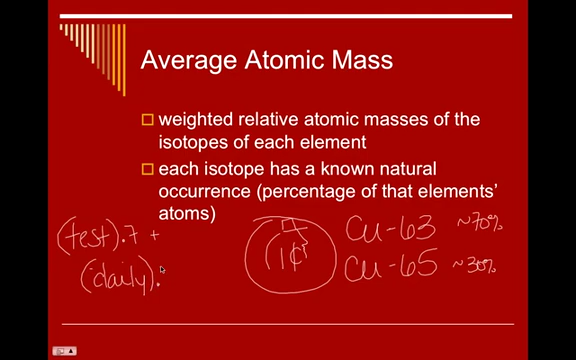 Average Atomic Mass
weighted relative atomic masses of the
isotopes of each element
each isotope has a known natural
occurrence (percentage of that elements'
atoms)
(test).7 +
(daily).
1¢
Cu-63 ~70%
Cu-65 ~30%